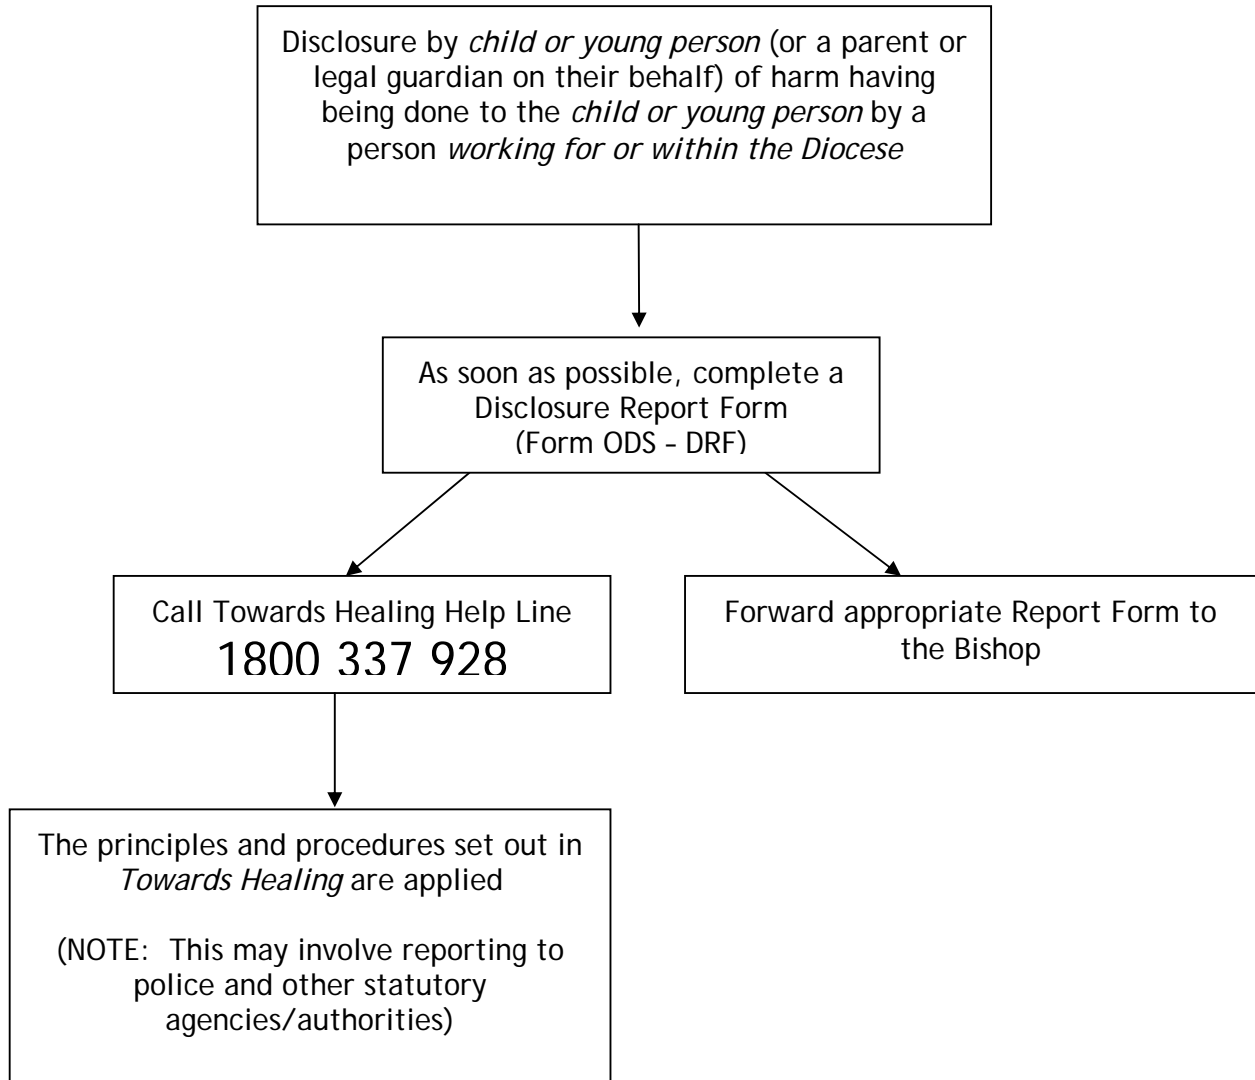 Disclosure by child or young person (or a parent or
legal guardian on their behalf) of harm having
being done to the child or young person by a
person working for or within the Diocese
As soon as possible, complete a
Disclosure Report Form
(Form ODS – DRF)
Call Towards Healing Help Line
1800 337 928
Forward appropriate Report Form to
the Bishop
The principles and procedures set out in
Towards Healing are applied
(NOTE: This may involve reporting to
police and other statutory
agencies/authorities)